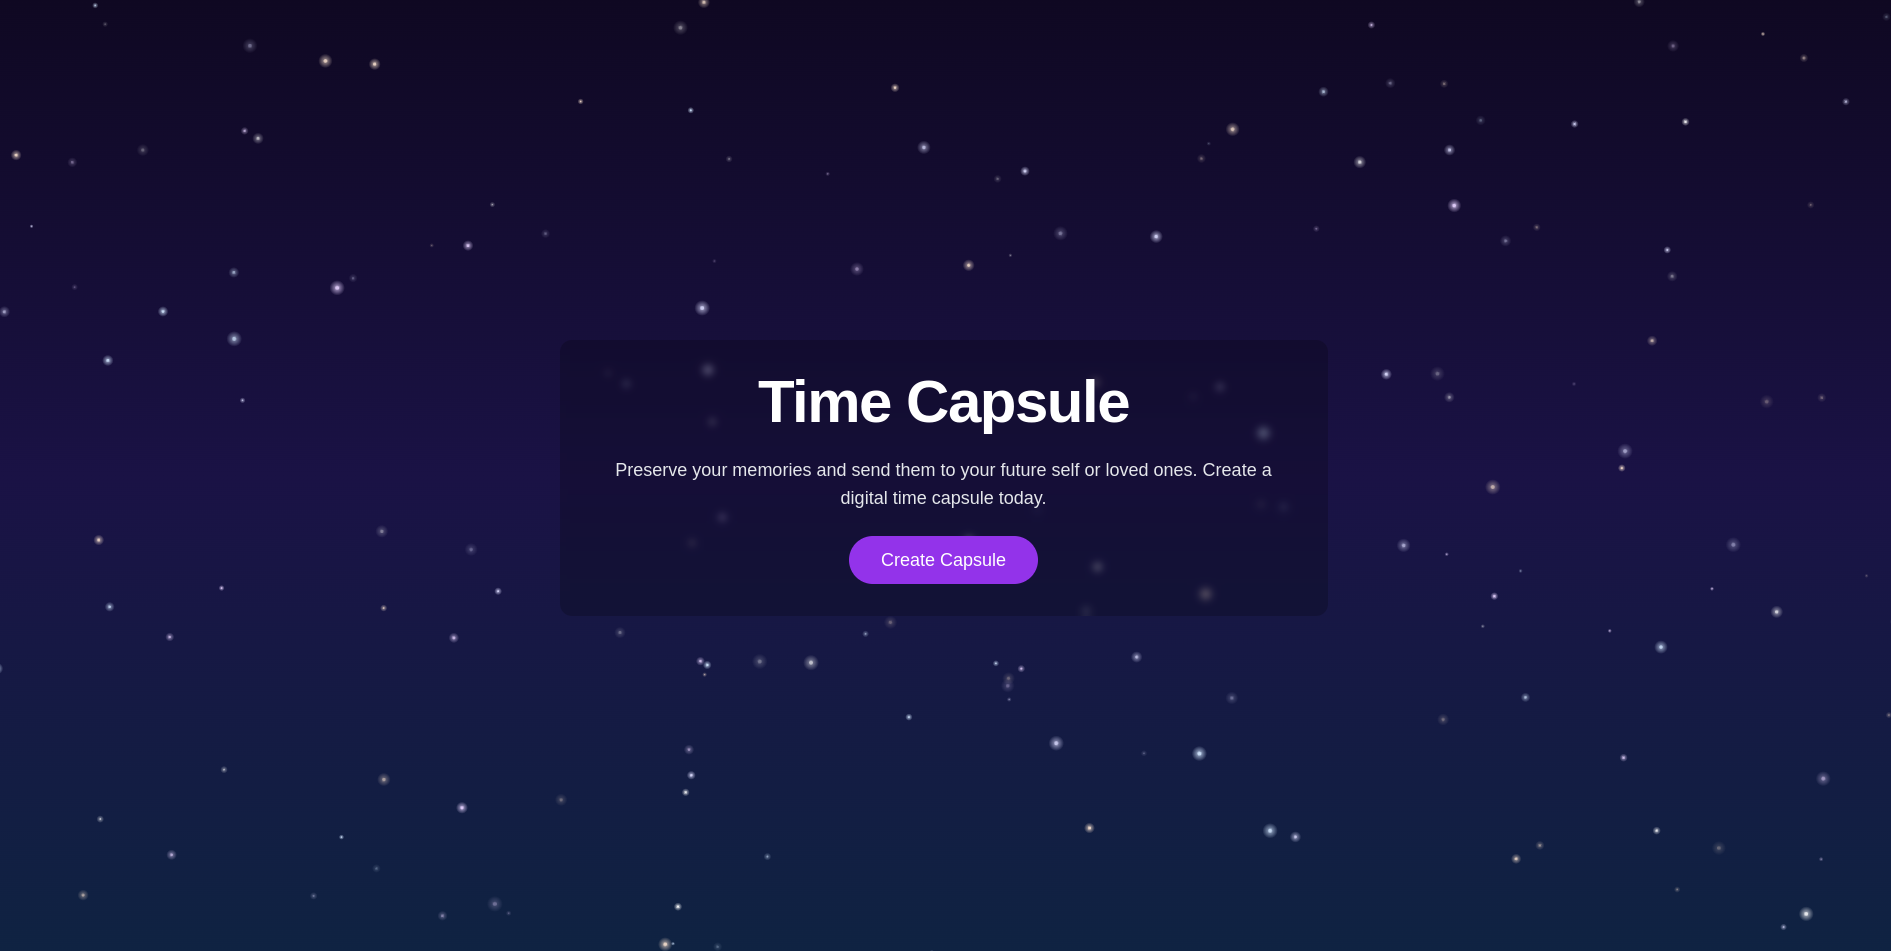 Time Capsule
Preserve your memories and send them to your future self or loved ones. Create a
digital time capsule today.
Create Capsule